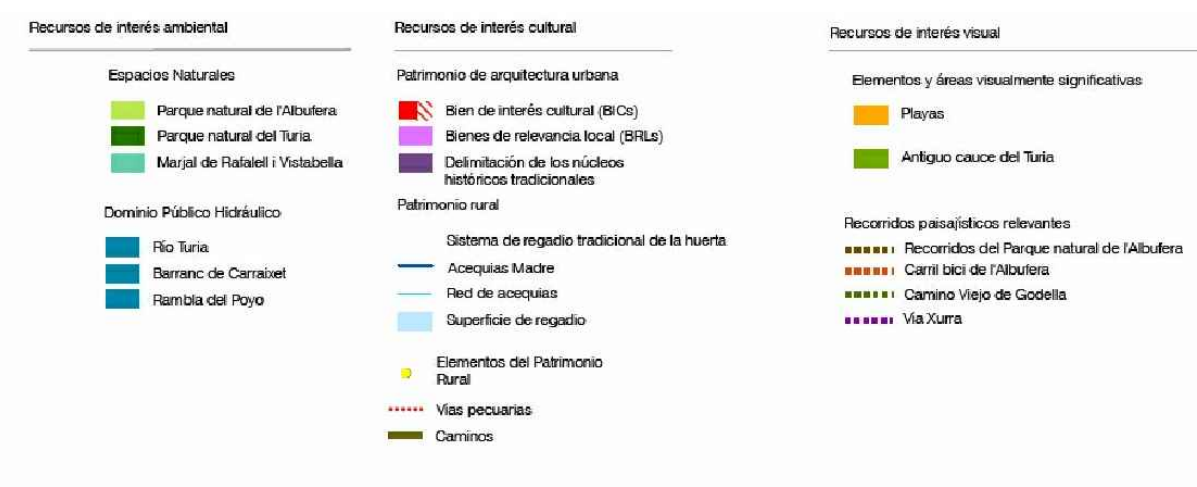 Recursos de interés ambiental
Espacios Naturales
Parque natural de l'Albufera
Parque natural del Turia
Marjal de Rafalell i Vistabella
Dominio Público Hidráulico
Río Turia
Barranc de Carraixet
Rambla del Poyo
Recursos de interés cultural
Patrimonio de arquitectura urbana
Bien de interés cultural (BICs)
Bienes de relevancia local (BRLs)
Delimitación de los núcleos
históricos tradicionales
Patrimonio rural
Sistema de regadio tradicional de la huerta
Acequias Madre
Red de acequias
Superficie de regadio
Elementos del Patrimonio
Rural
Vias pecuarias
Caminos
Recursos de interés visual
Elementos y áreas visualmente significativas
Playas
Antiguo cauce del Turia
Recorridos paisajísticos relevantes
Recorridos del Parque natural de l'Albufera
Carril bici de l'Albufera
Camino Viejo de Godella
Via Xurra